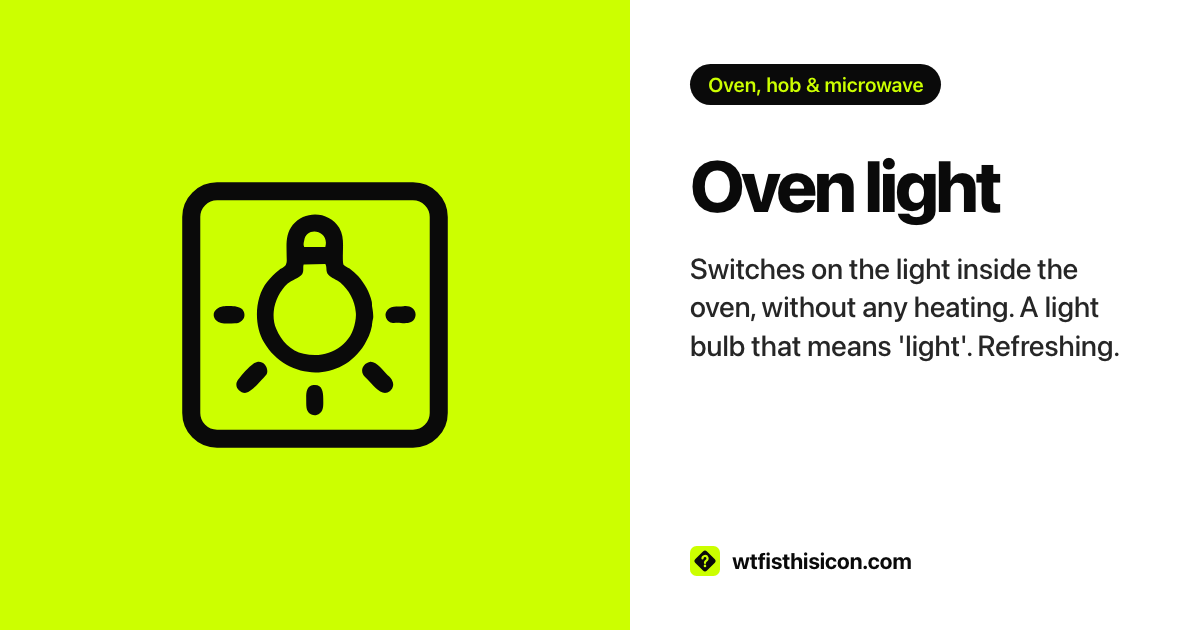 Oven, hob & microwave
Oven light
Switches on the light inside the
oven, without any heating. A light
bulb that means 'light'. Refreshing.
?
wtfisthisicon.com